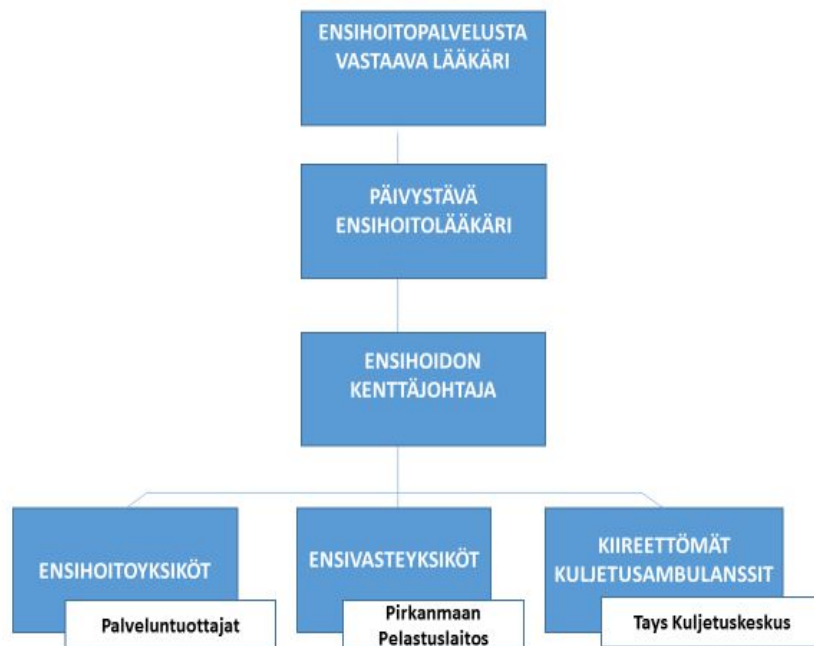 ENSIHOITOPALVELUSTA
VASTAAVA LÄÄKÄRI
PÄIVYSTÄVÄ
ENSIHOITOLÄÄKÄRI
ENSIHOIDON
KENTTÄJOHTAJA
ENSIHOITOYKSIKÖT
Palveluntuottajat
ENSIVASTEYKSIKÖT
Pirkanmaan
Pelastuslaitos
KIIREETTÖMÄT
KULJETUSAMBULANSSIT
Tays Kuljetuskeskus